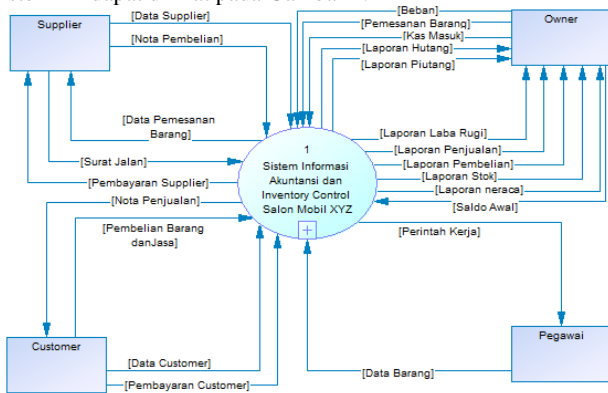 [Data Supplier]
[Beban]
Supplier
Owner
[Pemesanan Barang]
[Nota Pembelian]
[Kas Masuk]
[Laporan Hutang]
[Laporan Piutang]
[Data Pemesanan
Barang]
[Laporan Laba Rugi]
1
[Laporan Penjualan]
[Surat Jalan]
Sistem Informasi
[Laporan Pembelian]
Akuntansi dan
[Laporan Stok]
[Pembayaran Supplier]
Inventory Control
[Laporan neraca]
[Nota Penjualan]
Salon Mobil XYZ
[Saldo Awal]
[Pembelian Barang
danJasa]
[Perintah Kerja]
+
Customer
Pegawai
[Data Customer]
[Data Barang]
[Pembayaran Customer]